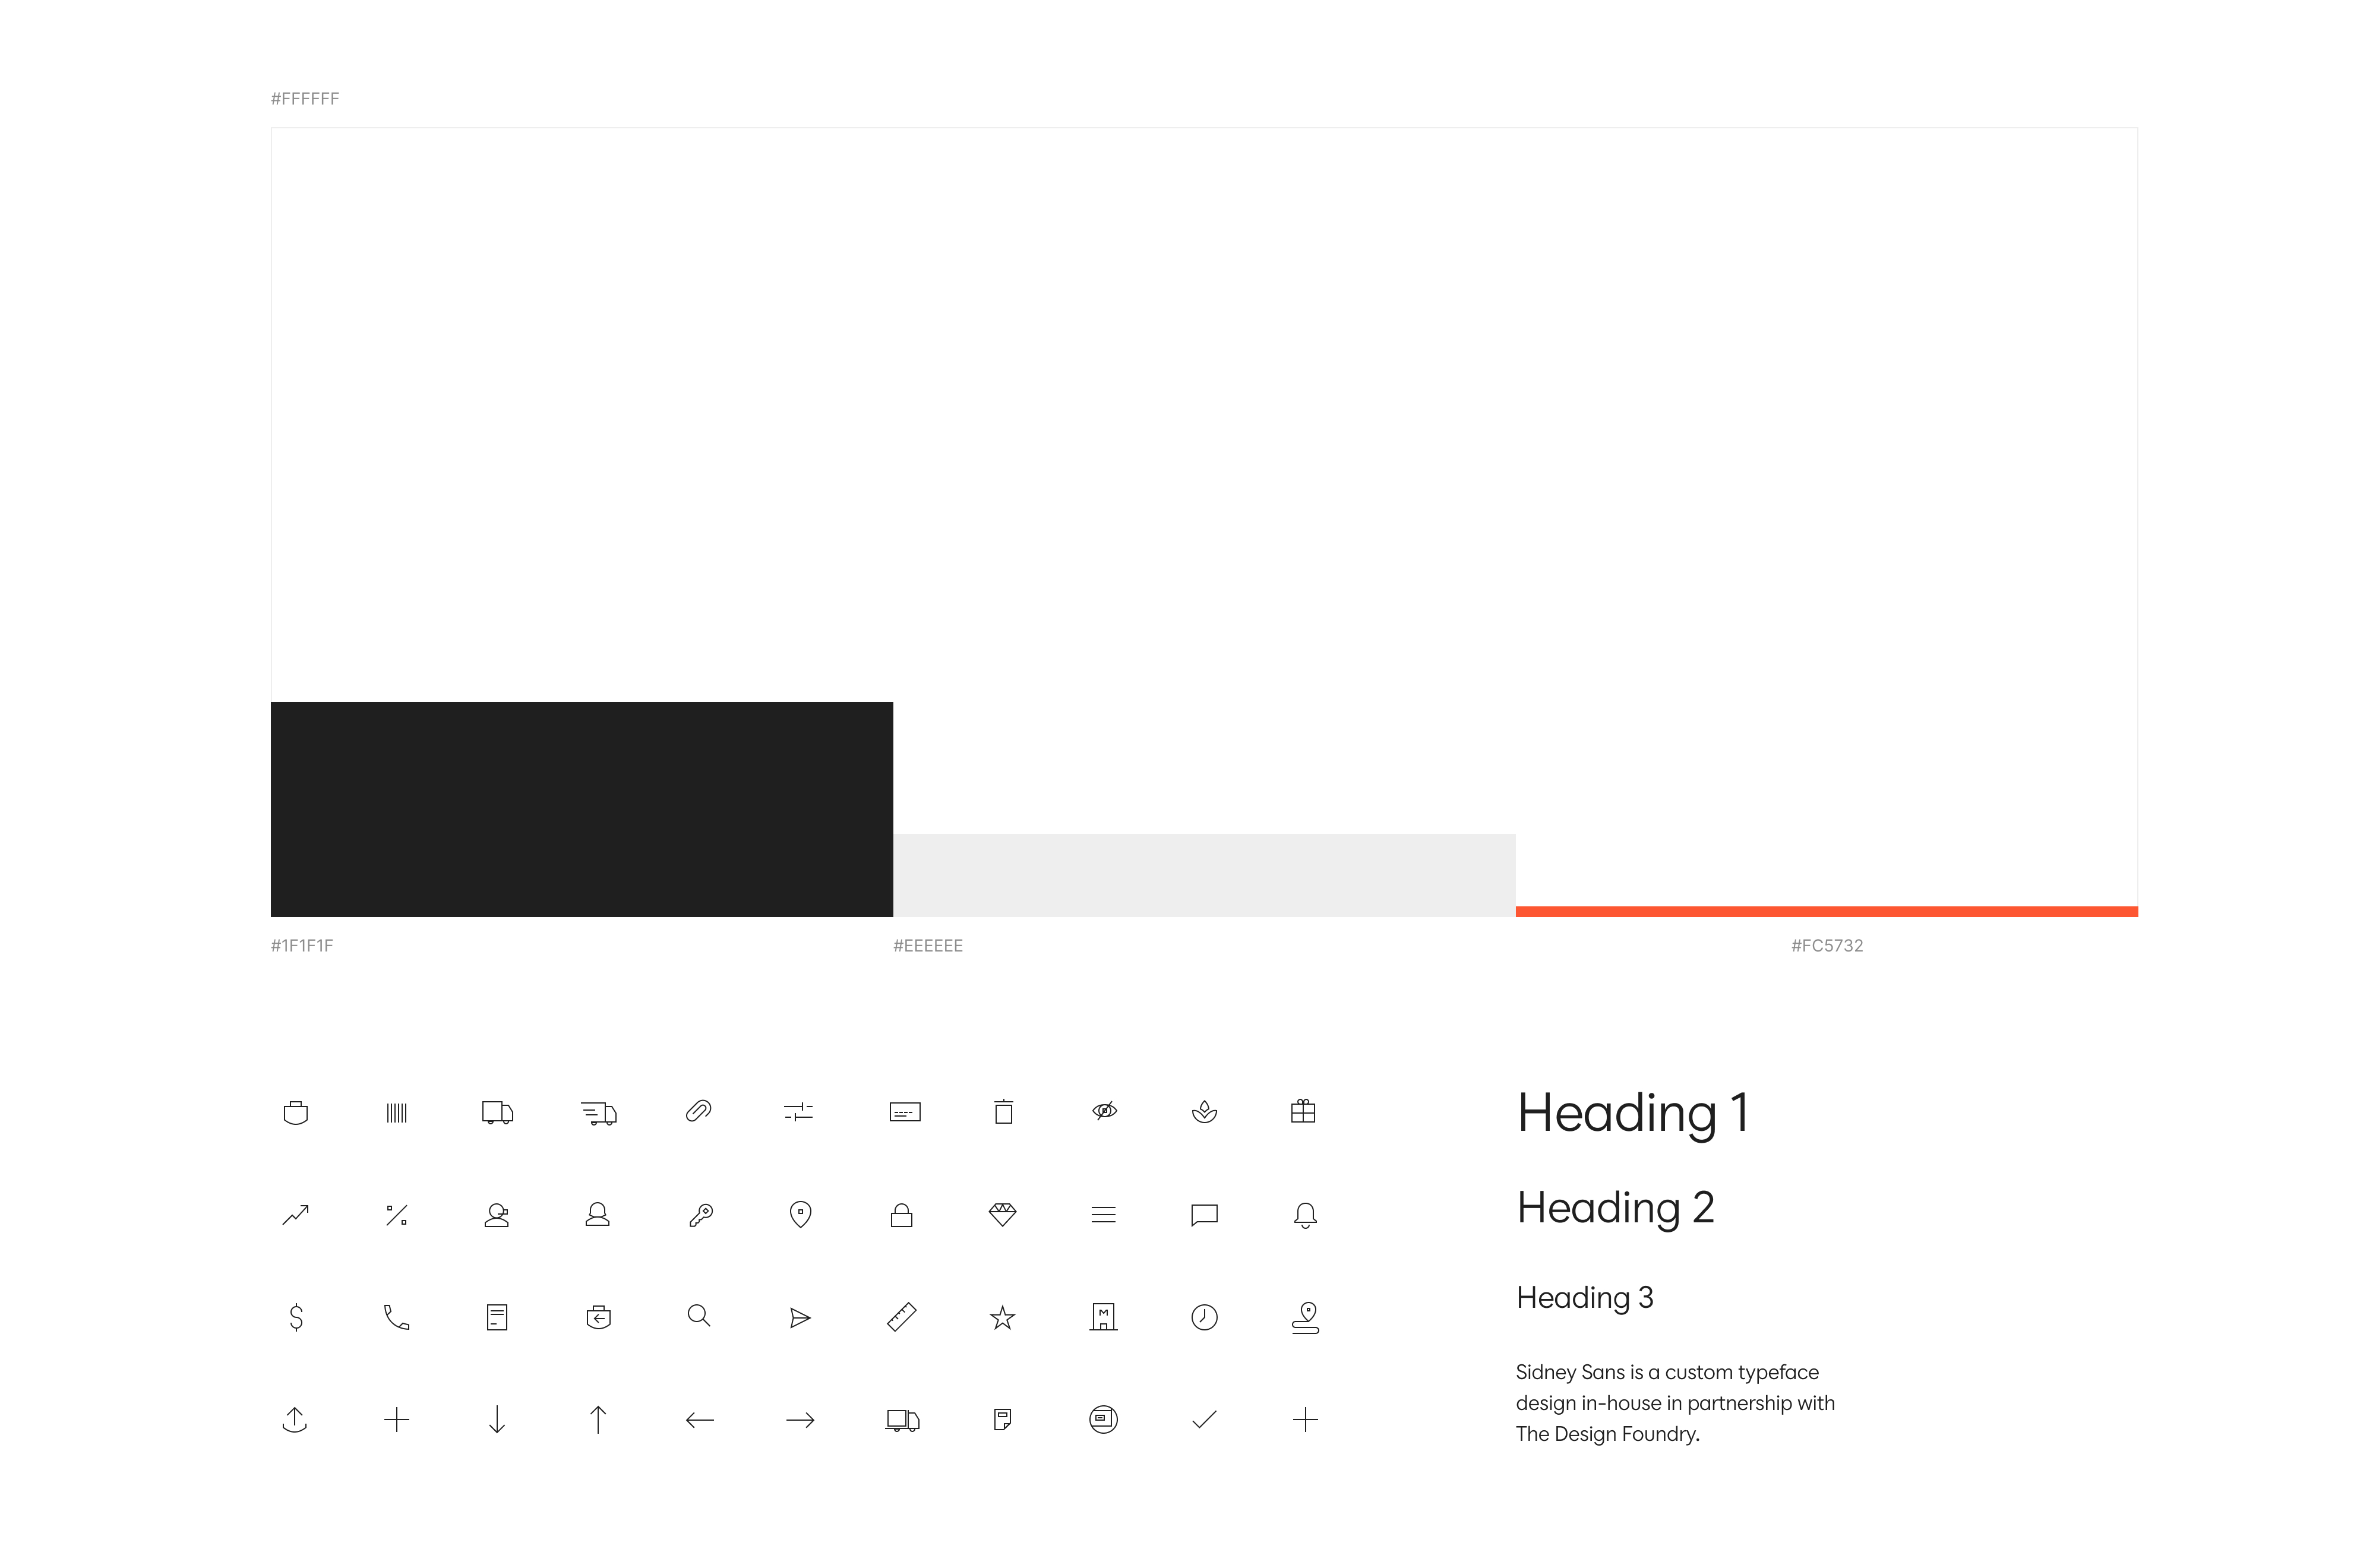 #FFFFFF
#1F1F1F
#EEEEEE
#FC5732
Heading 1
Heading 2
Heading 3
Sidney Sans is a custom typeface
design in-house in partnership with
The Design Foundry.
M